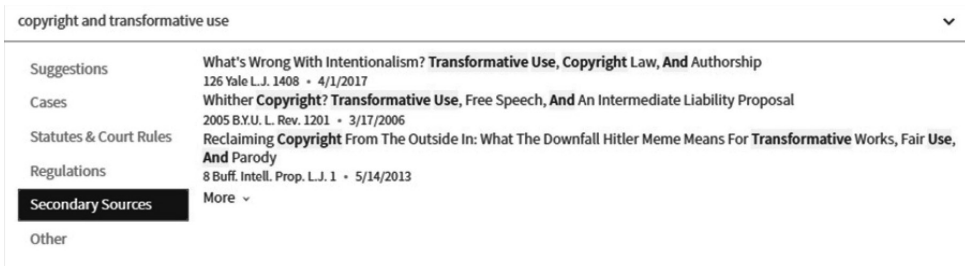 copyright and transformative use
Suggestions
Cases
Statutes & Court Rules
Regulations
Secondary Sources
Other
What's Wrong With Intentionalism? Transformative Use, Copyright Law, And Authorship
126 Yale L.J. 1408 • 4/1/2017
Whither Copyright? Transformative Use, Free Speech, And An Intermediate Liability Proposal
2005 B.Y.U. L. Rev. 1201 • 3/17/2006
Reclaiming Copyright From The Outside In: What The Downfall Hitler Meme Means For Transformative Works, Fair Use,
And Parody
8 Buff. Intell. Prop. L.J. 1 • 5/14/2013
More